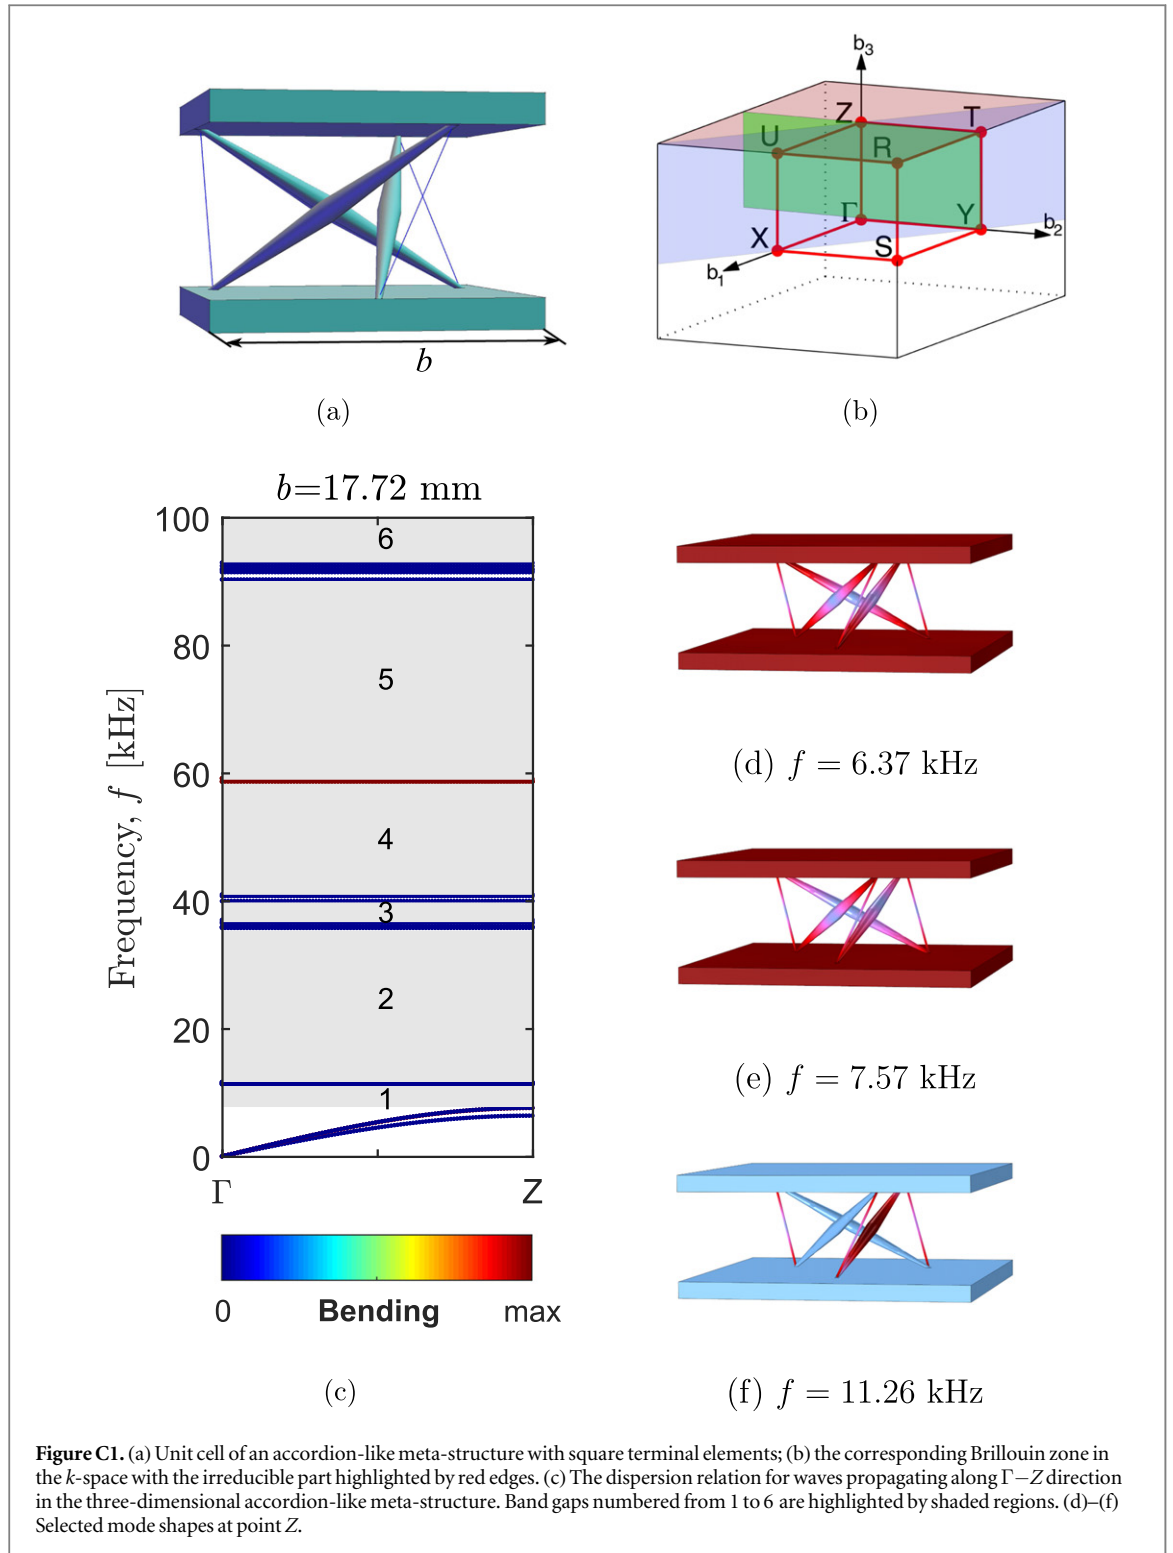 b
(a)
b₃
Z
T
U
R
Γ
Y
b₂
X
S
b₁
(b)
b=17.72 mm
100
80
60
40
20
0
Frequency, f [kHz]
6
5
4
3
2
1
Γ
Z
0
Bending
max
(c)
(d) f = 6.37 kHz
(e) f = 7.57 kHz
(f) f = 11.26 kHz
Figure C1. (a) Unit cell of an accordion-like meta-structure with square terminal elements; (b) the corresponding Brillouin zone in
the k-space with the irreducible part highlighted by red edges. (c) The dispersion relation for waves propagating along Γ−Z direction
in the three-dimensional accordion-like meta-structure. Band gaps numbered from 1 to 6 are highlighted by shaded regions. (d)–(f)
Selected mode shapes at point Z.